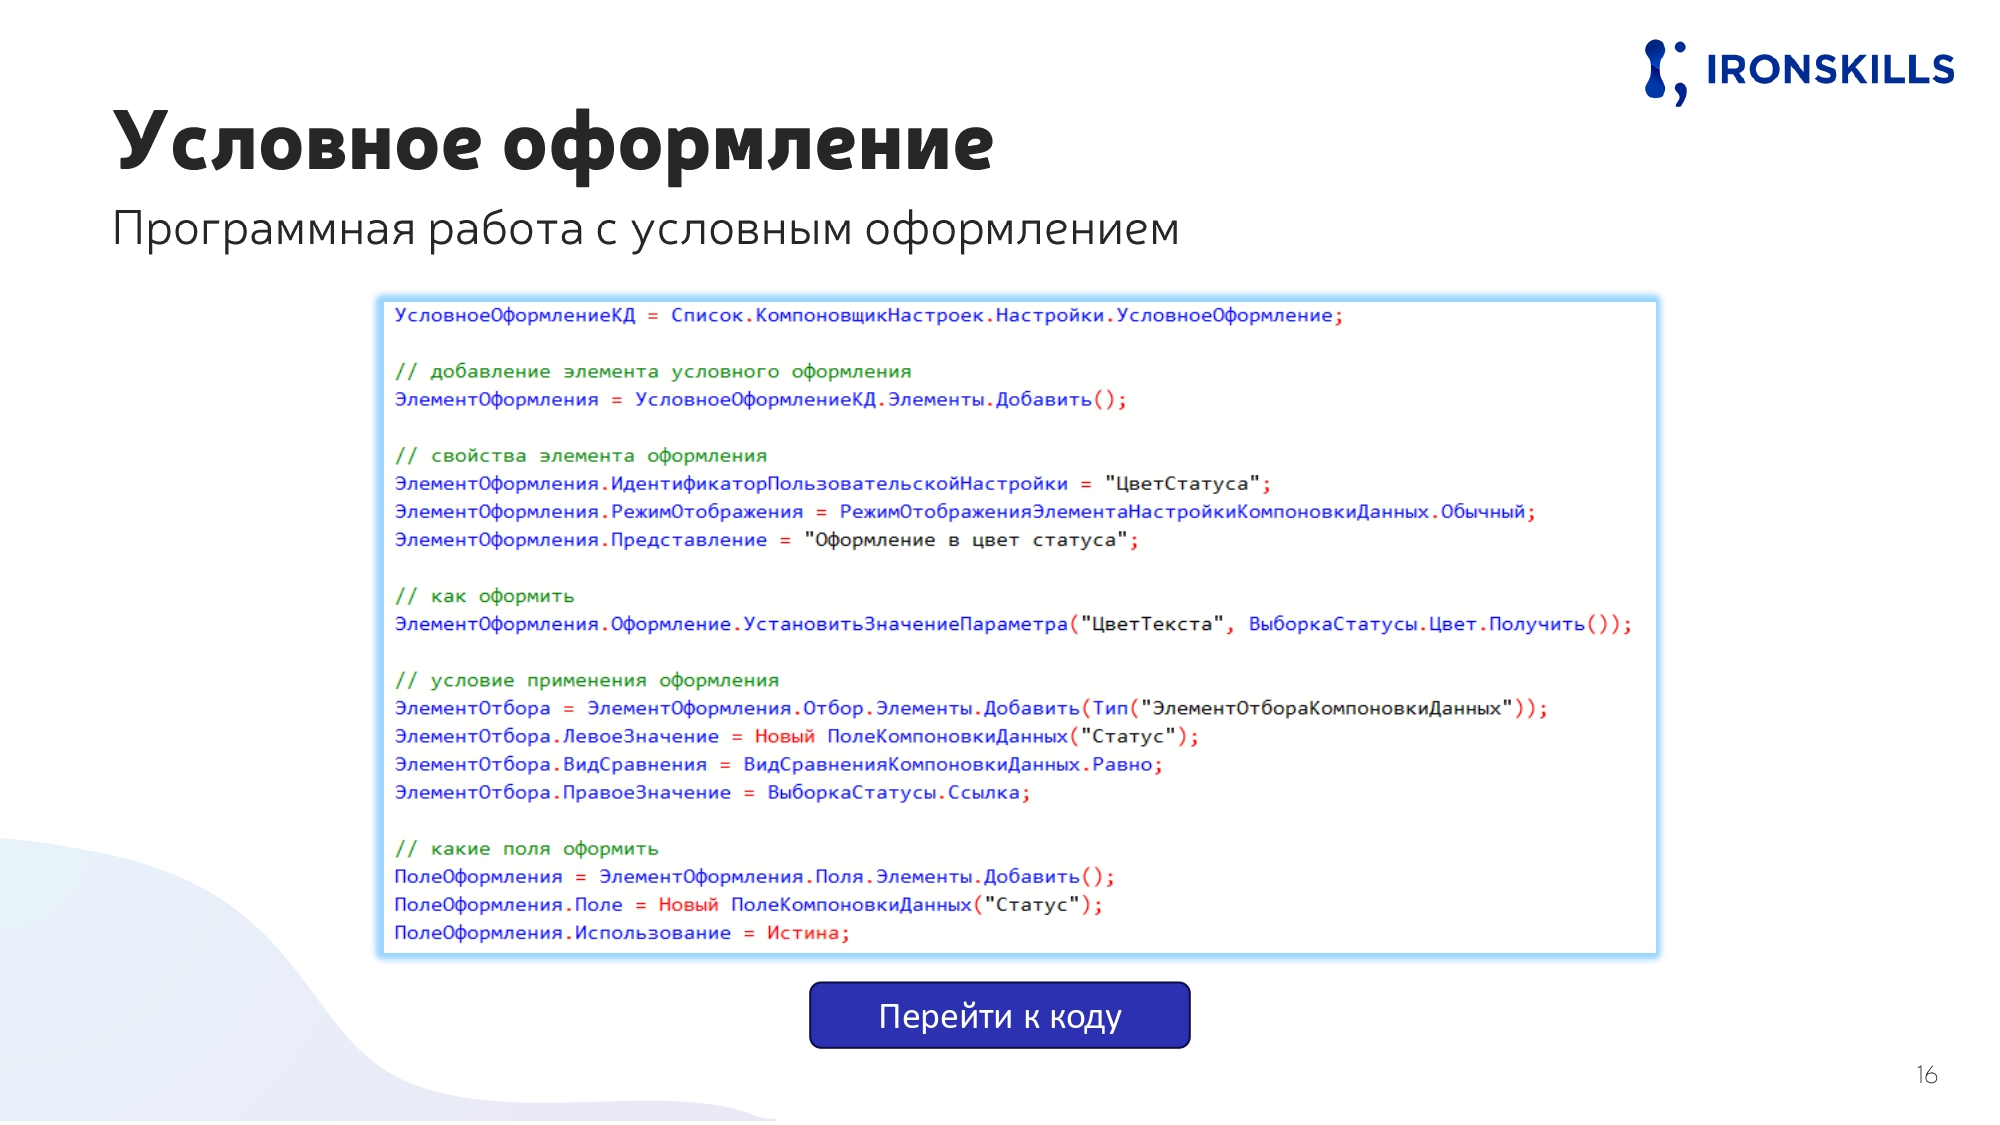 IRONSKILLS
Условное оформление
Программная работа с условным оформлением
УсловноеОформлениеКД = Список.КомпоновщикНастроек.Настройки.УсловноеОформление;
// добавление элемента условного оформления
ЭлементОформления = УсловноеОформлениеКД.Элементы.Добавить();
// свойства элемента оформления
ЭлементОформления.ИдентификаторПользовательскойНастройки = "ЦветСтатуса";
ЭлементОформления.РежимОтображения = РежимОтображенияЭлементаНастройкиКомпоновкиДанных.Обычный;
ЭлементОформления.Представление = "Оформление в цвет статуса";
// как оформить
ЭлементОформления.Оформление.УстановитьЗначениеПараметра("ЦветТекста", ВыборкаСтатусы.Цвет.Получить());
// условие применения оформления
ЭлементОтбора = ЭлементОформления.Отбор.Элементы.Добавить(Тип("ЭлементОтбораКомпоновкиДанных"));
ЭлементОтбора.ЛевоеЗначение = Новый ПолеКомпоновкиДанных("Статус");
ЭлементОтбора.ВидСравнения = ВидСравненияКомпоновкиДанных.Равно;
ЭлементОтбора.ПравоеЗначение = ВыборкаСтатусы.Ссылка;
// какие поля оформить
ПолеОформления = ЭлементОформления.Поля.Элементы.Добавить();
ПолеОформления.Поле = Новый ПолеКомпоновкиДанных("Статус");
ПолеОформления.Использование = Истина;
Перейти к коду
16